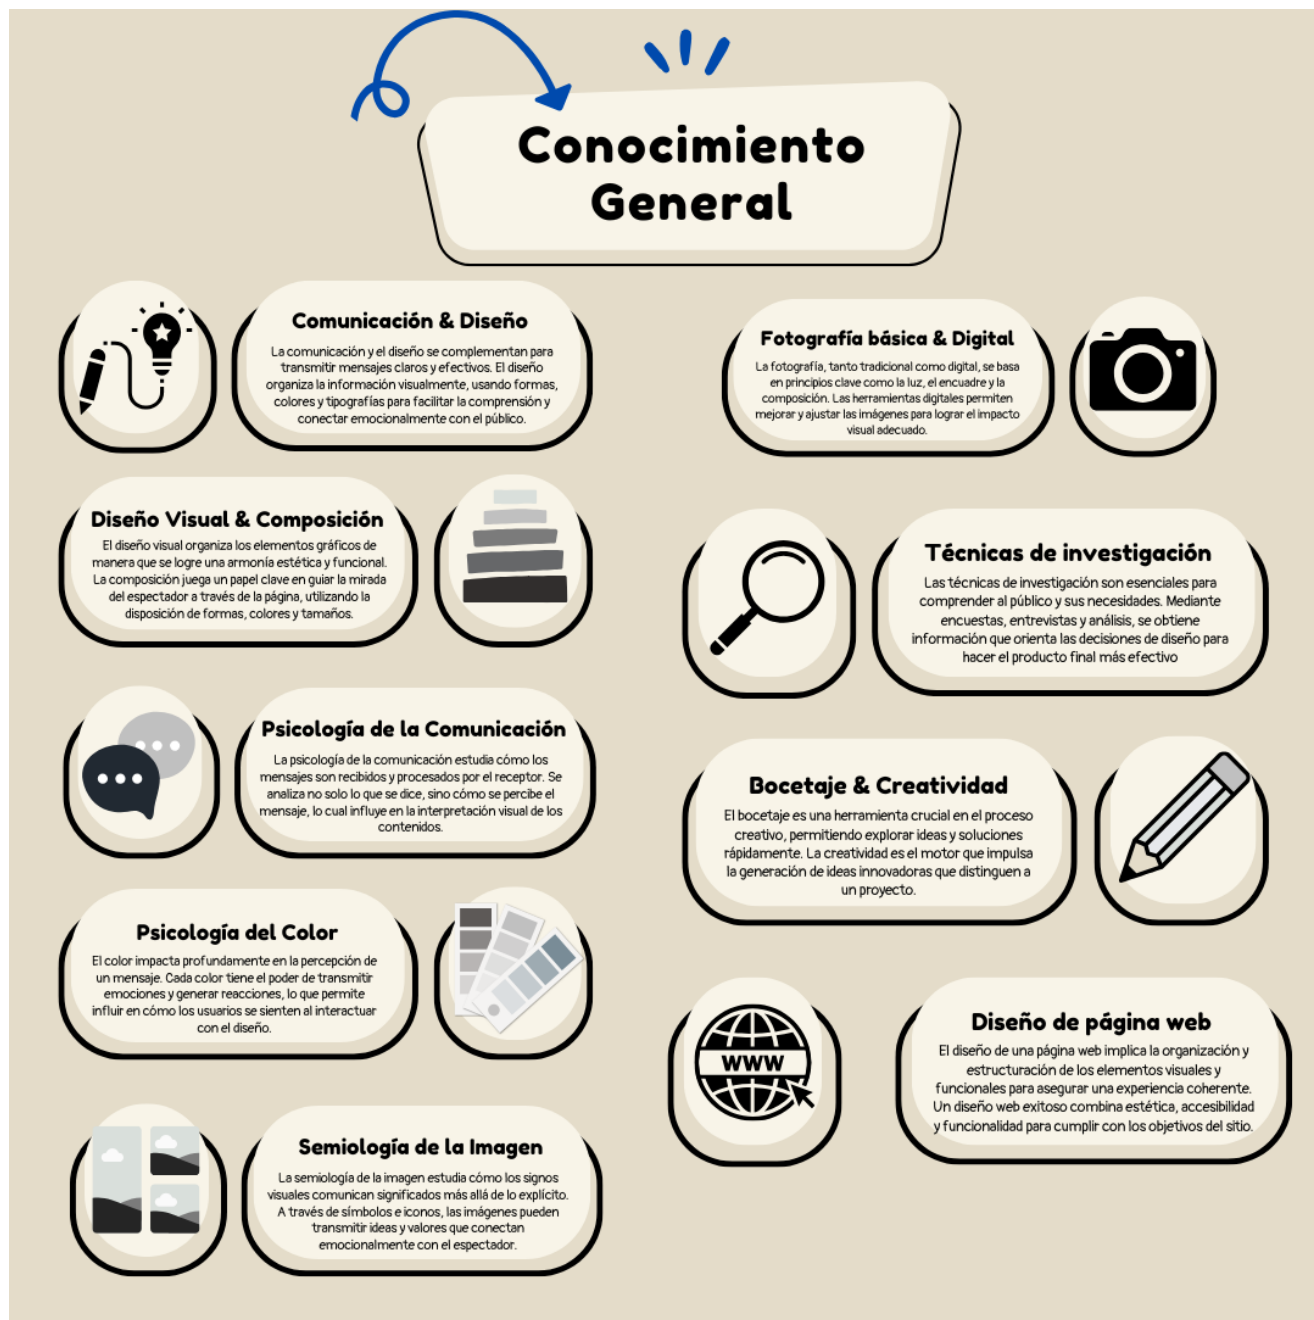 Conocimiento
General
Comunicación & Diseño
La comunicación y el diseño se complementan para
transmitir mensajes claros y efectivos. El diseño
organiza la información visualmente, usando formas,
colores y tipografías para facilitar la comprensión y
conectar emocionalmente con el público.
Diseño Visual & Composición
El diseño visual organiza los elementos gráficos de
manera que se logre una armonía estética y funcional.
La composición juega un papel clave en guiar la mirada
del espectador a través de la página, utilizando la
disposición de formas, colores y tamaños.
Psicología de la Comunicación
La psicología de la comunicación estudia cómo los
mensajes son recibidos y procesados por el receptor. Se
analiza no solo lo que se dice, sino cómo se percibe el
mensaje, lo cual influye en la interpretación visual de los
contenidos.
Psicología del Color
El color impacta profundamente en la percepción de
un mensaje. Cada color tiene el poder de transmitir
emociones y generar reacciones, lo que permite
influir en cómo los usuarios se sienten al interactuar
con el diseño.
Semiología de la Imagen
La semiología de la imagen estudia cómo los signos
visuales comunican significados más allá de lo explícito.
A través de símbolos e iconos, las imágenes pueden
transmitir ideas y valores que conectan
emocionalmente con el espectador.
Fotografía básica & Digital
La fotografía, tanto tradicional como digital, se basa
en principios clave como la luz, el encuadre y la
composición. Las herramientas digitales permiten
mejorar y ajustar las imágenes para lograr el impacto
visual adecuado.
Técnicas de investigación
Las técnicas de investigación son esenciales para
comprender al público y sus necesidades. Mediante
encuestas, entrevistas y análisis, se obtiene
información que orienta las decisiones de diseño para
hacer el producto final más efectivo
Bocetaje & Creatividad
El bocetaje es una herramienta crucial en el proceso
creativo, permitiendo explorar ideas y soluciones
rápidamente. La creatividad es el motor que impulsa
la generación de ideas innovadoras que distinguen a
un proyecto.
WWW
Diseño de página web
El diseño de una página web implica la organización y
estructuración de los elementos visuales y
funcionales para asegurar una experiencia coherente.
Un diseño web exitoso combina estética, accesibilidad
y funcionalidad para cumplir con los objetivos del sitio.